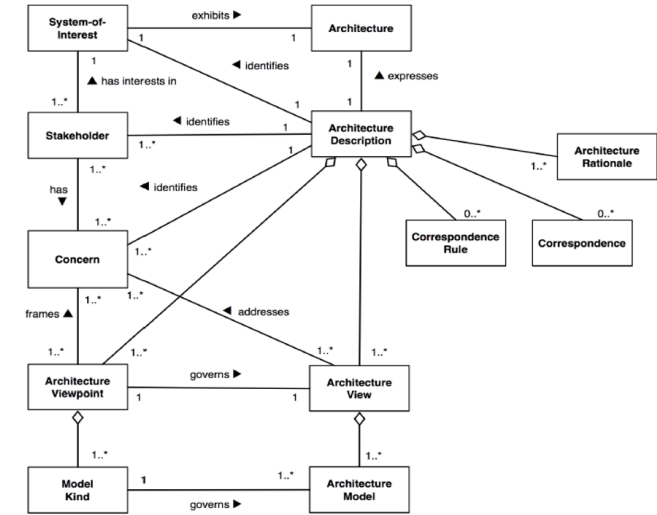 System-of-
Interest
exhibits ▶
Architecture
1
1
1
1
◀ identifies
▲ has interests in
▲ expresses
1..*
1
1
Stakeholder
◀ identifies
1
1..*
Architecture
Description
Architecture
Rationale
1..*
1..*
1
has
▼
◀ identifies
1..*
0..*
0..*
Concern
1..*
Correspondence
Rule
Correspondence
1..*
1..*
frames ▲
◀ addresses
1..*
1..*
1..*
1..*
Architecture
Viewpoint
governs ▶
1
1
Architecture
View
1..*
1..*
Model
Kind
1
1..*
governs ▶
Architecture
Model